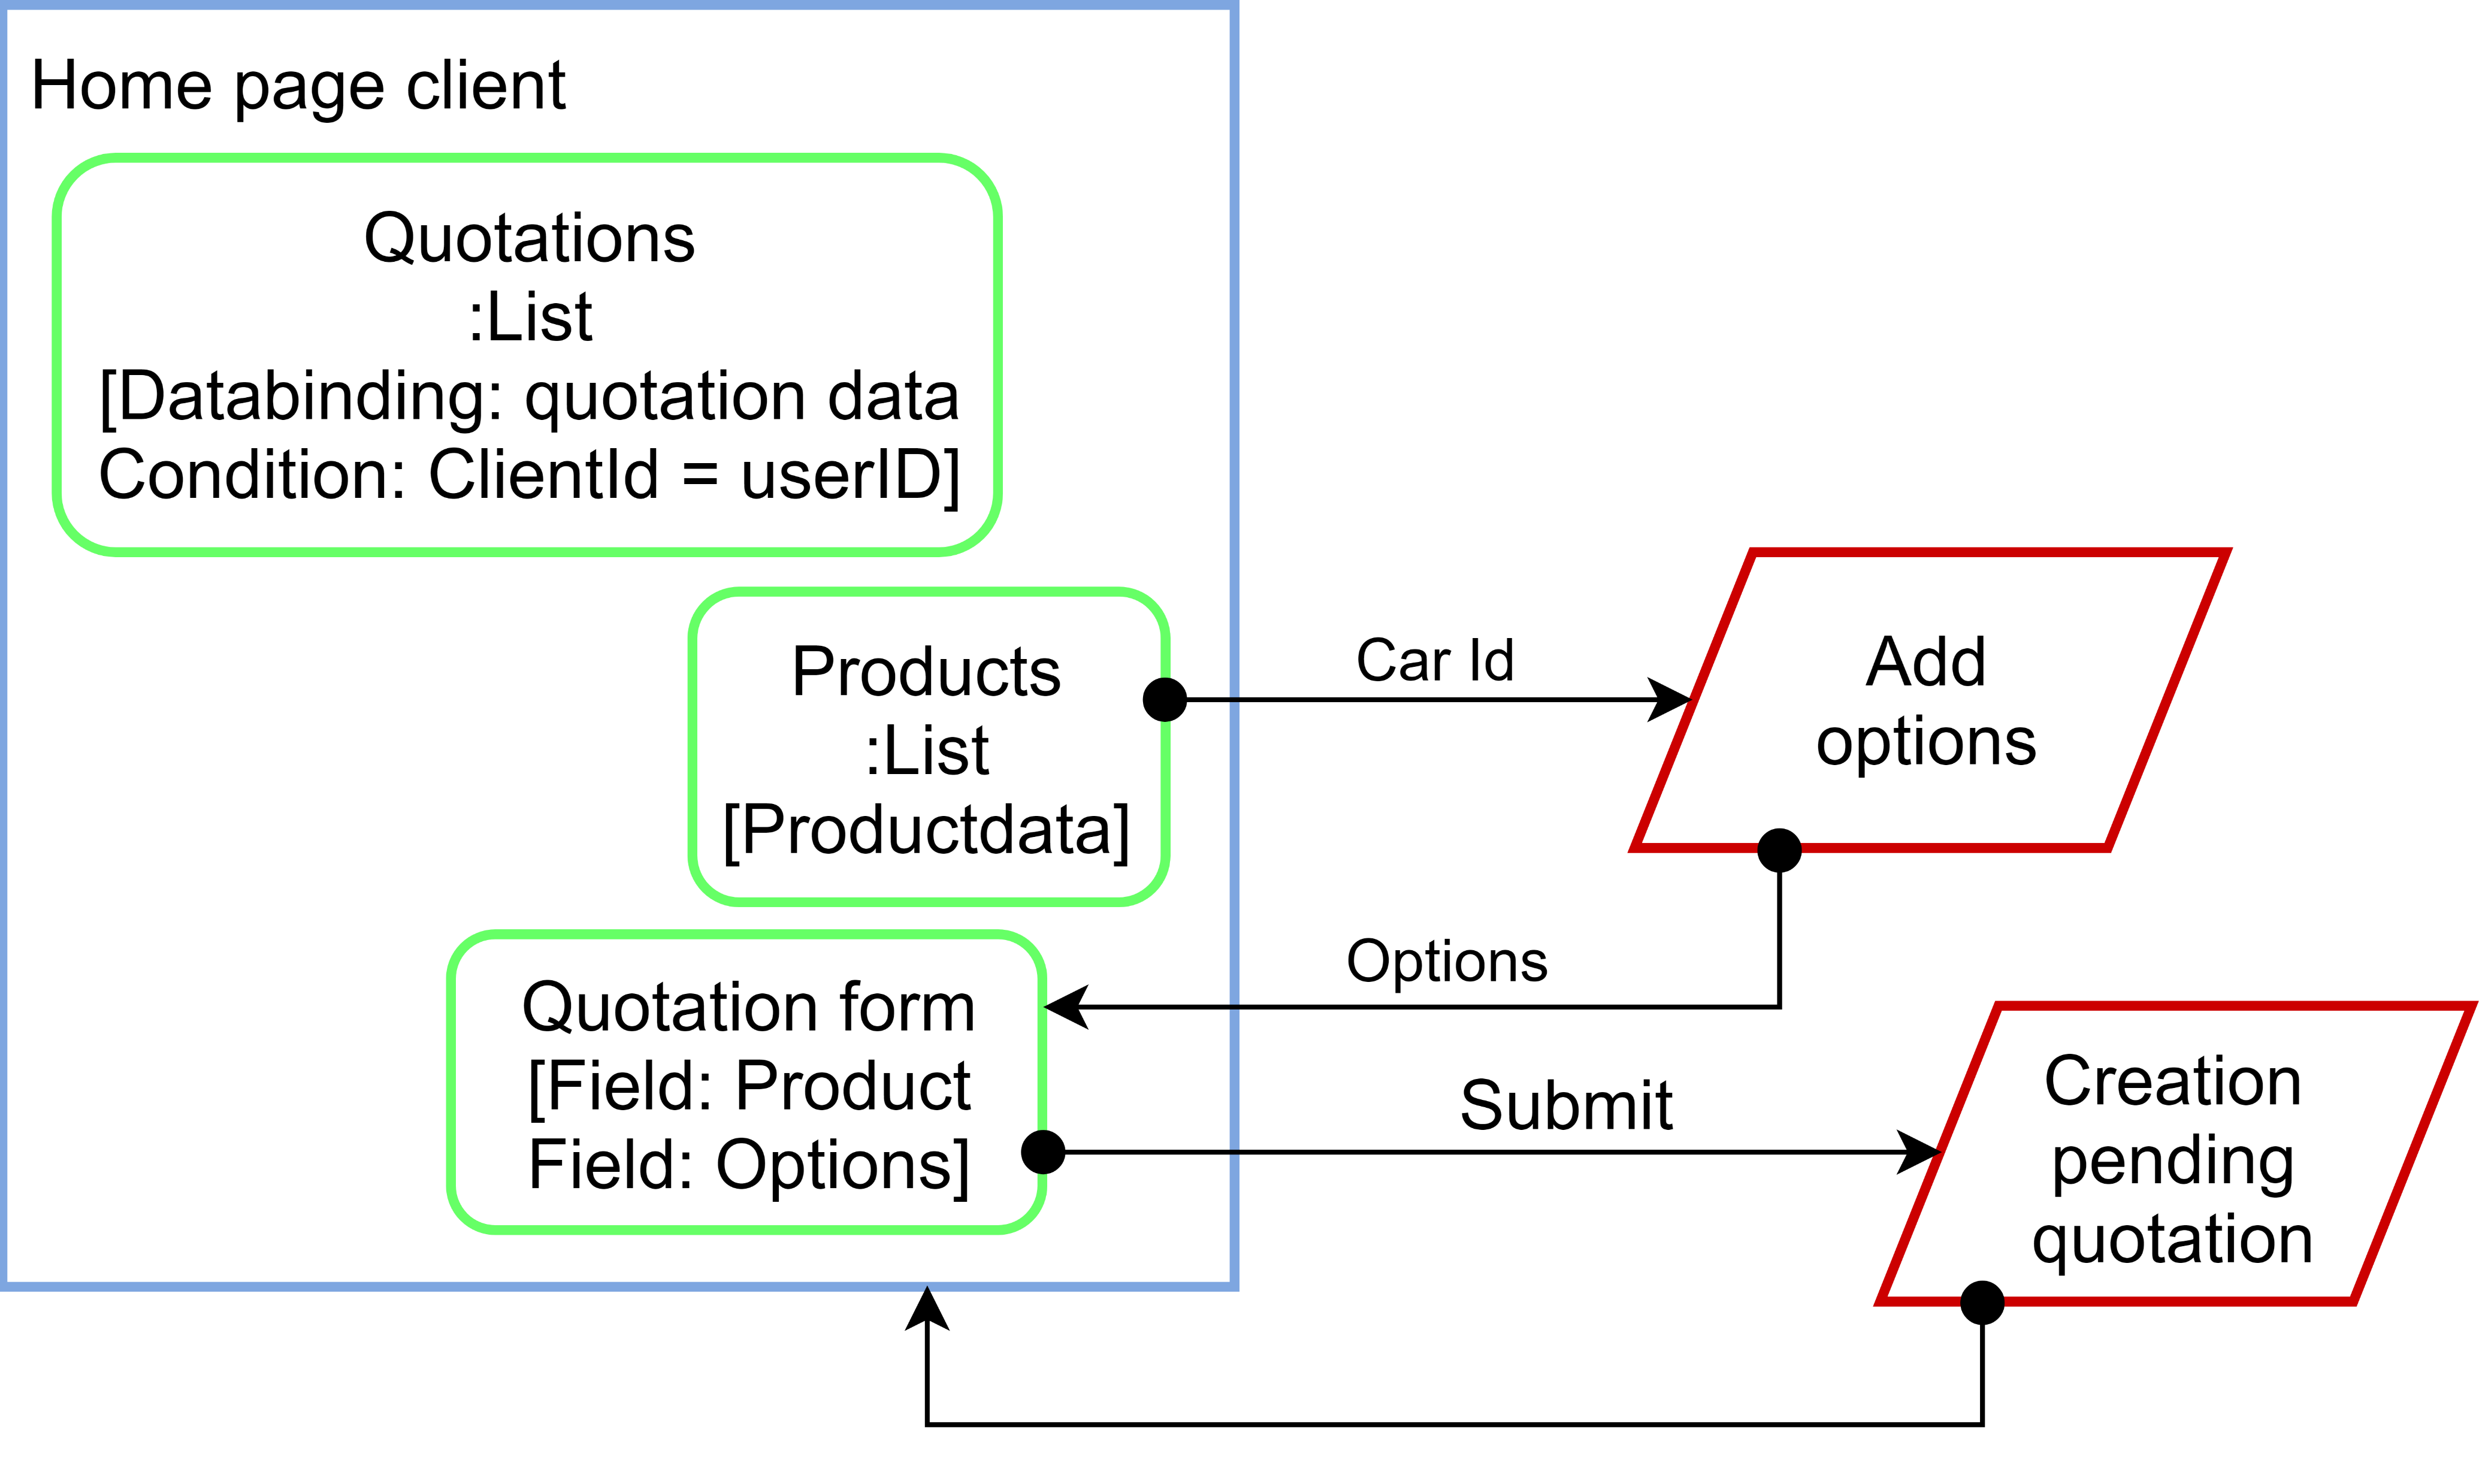 Home page client
Quotations
:List
[Databinding: quotation data
Condition: ClientId = userID]
Products
:List
[Productdata]
Car Id
Add
options
Options
Quotation form
[Field: Product
Field: Options]
Submit
Creation
pending
quotation